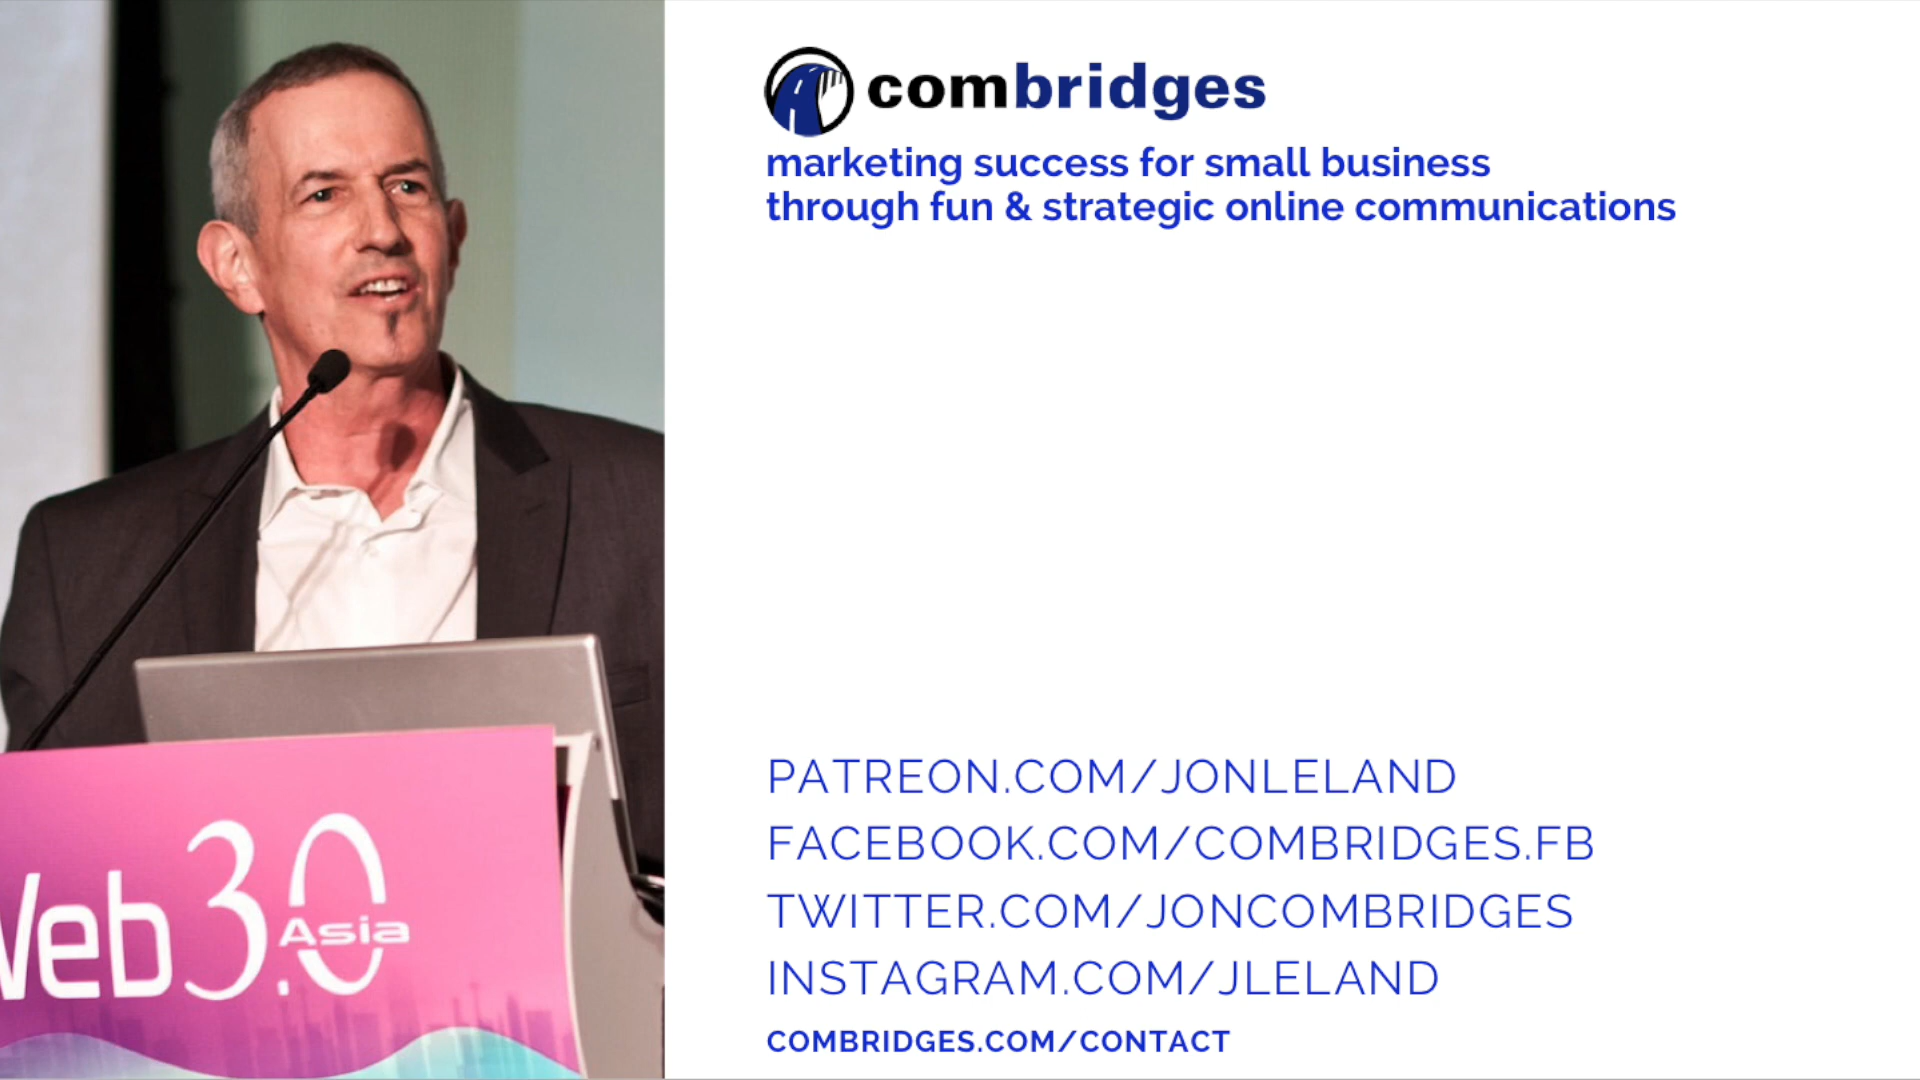 combridges
marketing success for small business
through fun & strategic online communications
PATREON.COM/JONLELAND
FACEBOOK.COM/COMBRIDGES.FB
TWITTER.COM/JONCOMBRIDGES
INSTAGRAM.COM/JLELAND
COMBRIDGES.COM/CONTACT
Web 3.0
Asia